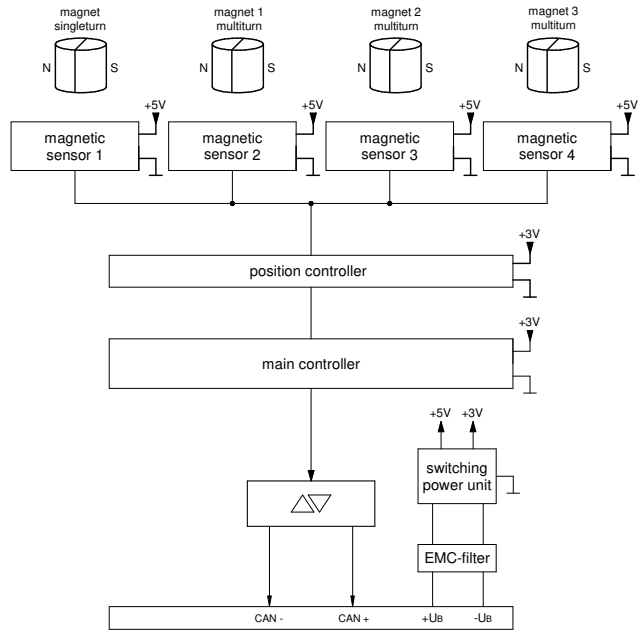 magnet
singleturn
magnet 1
multiturn
magnet 2
multiturn
magnet 3
multiturn
N
S
N
S
N
S
N
S
+5V
+5V
+5V
+5V
magnetic
sensor 1
magnetic
sensor 2
magnetic
sensor 3
magnetic
sensor 4
+3V
position controller
+3V
main controller
+5V
+3V
switching
power unit
EMC-filter
CAN -
CAN +
+UB
-UB